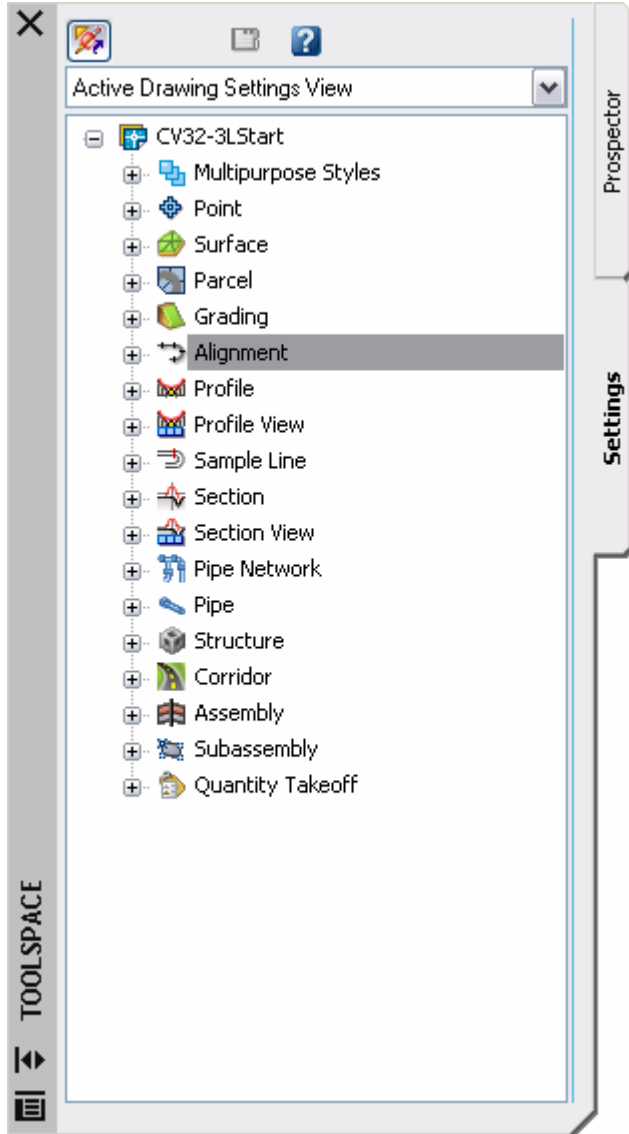 Active Drawing Settings View
CV32-3LStart
Multipurpose Styles
Point
Surface
Parcel
Grading
Alignment
Profile
Profile View
Sample Line
Section
Section View
Pipe Network
Pipe
Structure
Corridor
Assembly
Subassembly
Quantity Takeoff
Prospector
Settings
TOOLSPACE